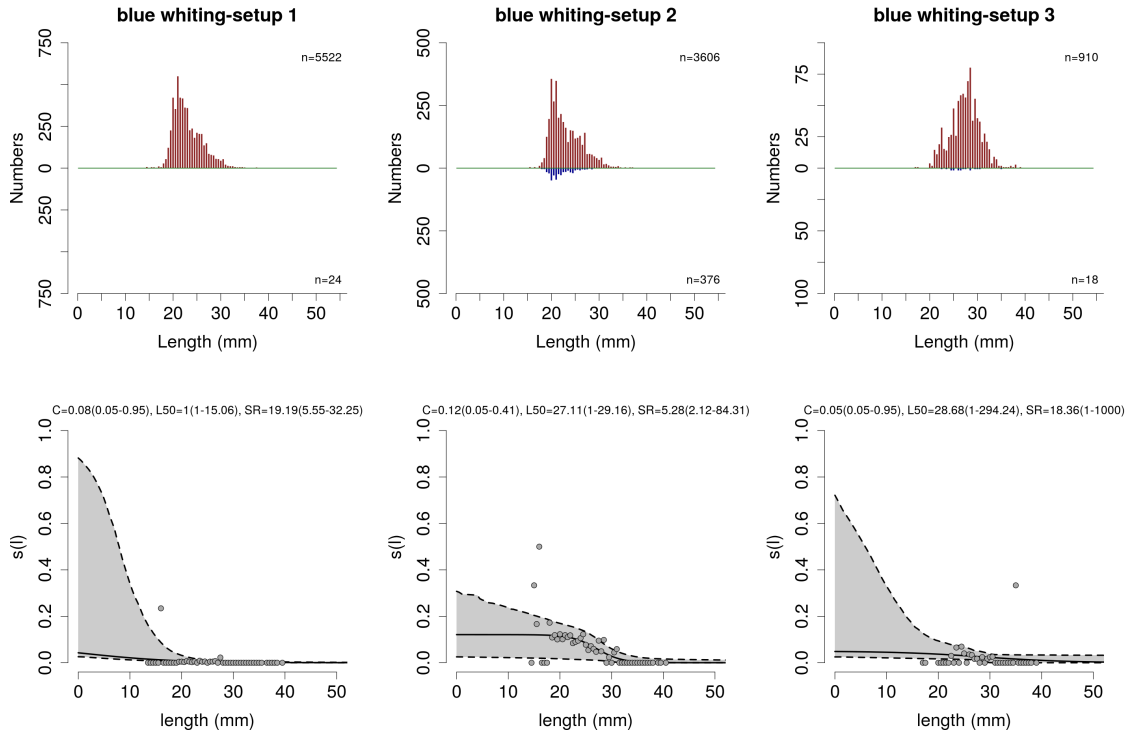 blue whiting-setup 1
750
250
0
250
750
Numbers
n=5522
n=24
0 10 20 30 40 50
Length (mm)
blue whiting-setup 2
500
250
0
250
500
Numbers
n=3606
n=376
0 10 20 30 40 50
Length (mm)
blue whiting-setup 3
75
25
0
50
100
Numbers
n=910
n=18
0 10 20 30 40 50
Length (mm)
C=0.08(0.05-0.95), L50=1(1-15.06), SR=19.19(5.55-32.25)
1.0
0.8
0.6
0.4
0.2
0.0
s(l)
0 10 20 30 40 50
length (mm)
C=0.12(0.05-0.41), L50=27.11(1-29.16), SR=5.28(2.12-84.31)
1.0
0.8
0.6
0.4
0.2
0.0
s(l)
0 10 20 30 40 50
length (mm)
C=0.05(0.05-0.95), L50=28.68(1-294.24), SR=18.36(1-1000)
1.0
0.8
0.6
0.4
0.2
0.0
s(l)
0 10 20 30 40 50
length (mm)